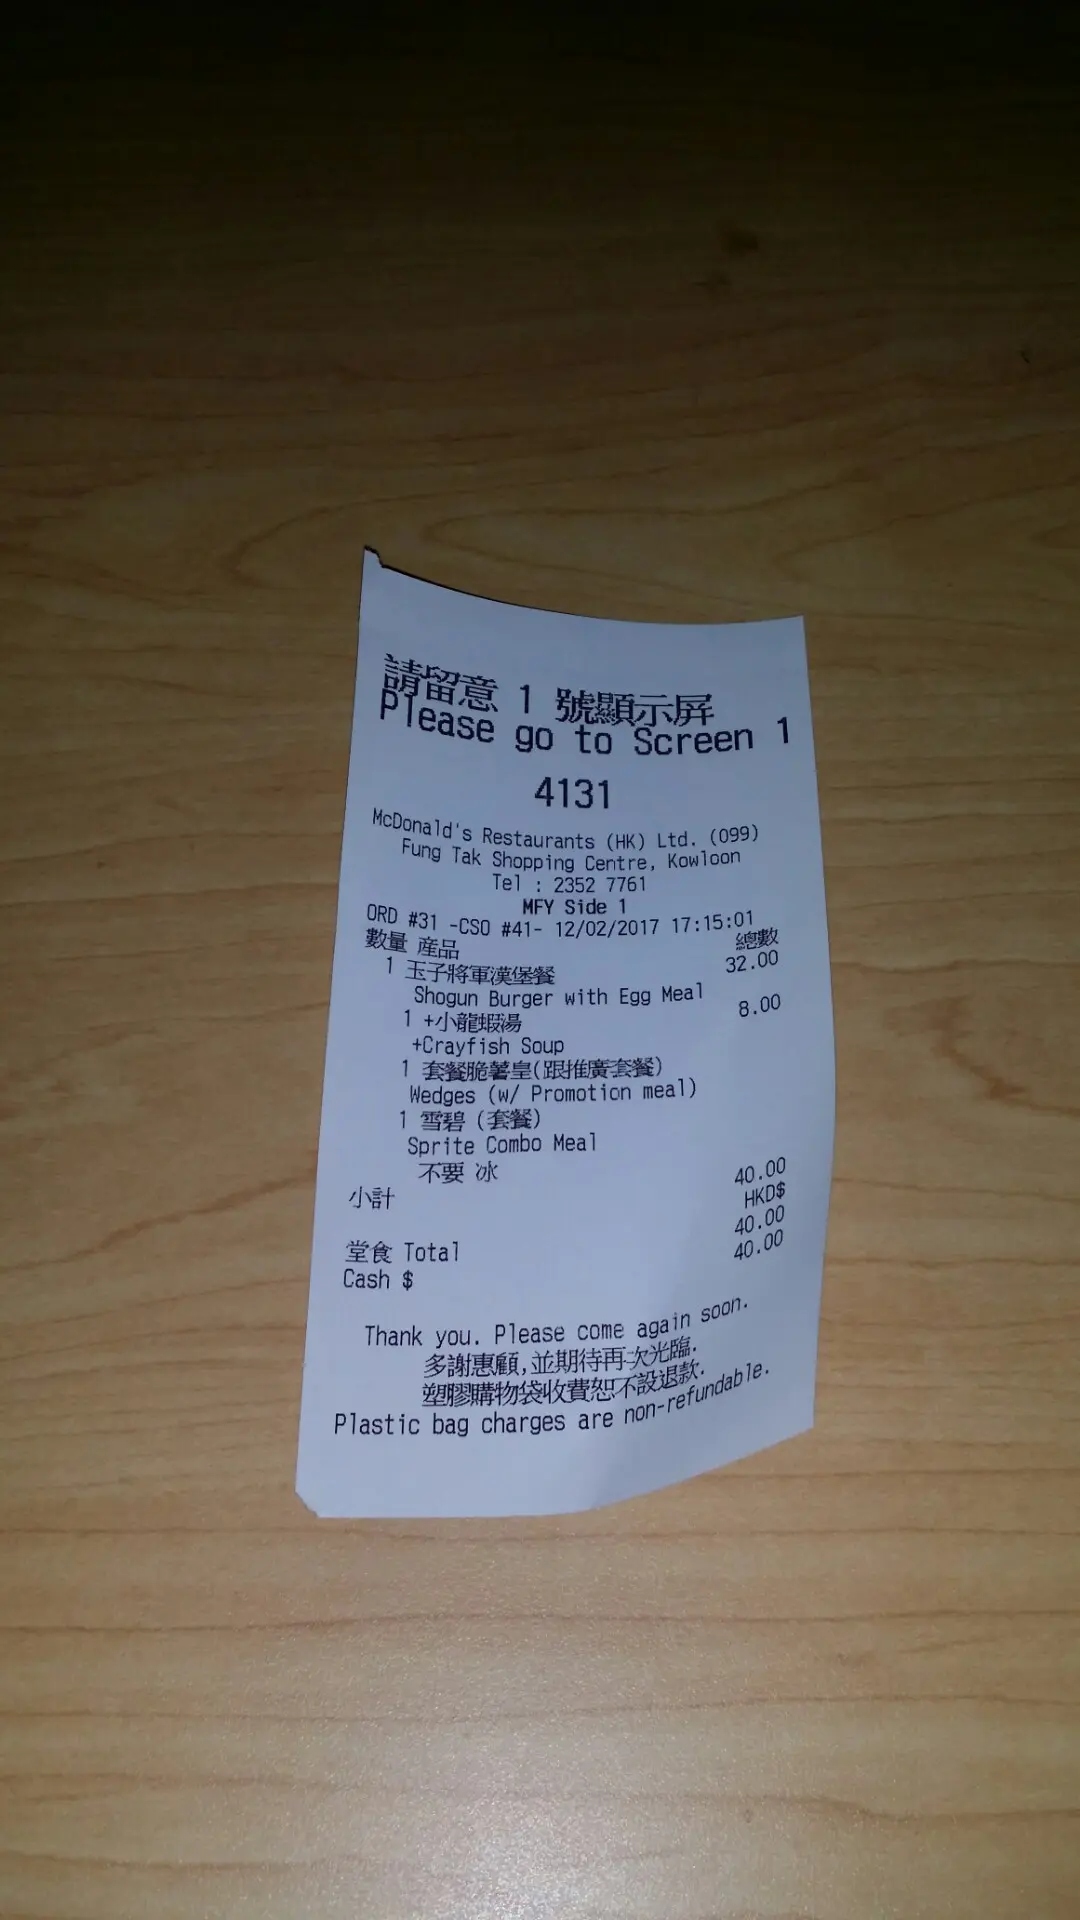 請留意 1 號顯示屏
Please go to Screen 1
4131
McDonald's Restaurants (HK) Ltd. (099)
Fung Tak Shopping Centre, Kowloon
Tel : 2352 7761
MFY Side 1
ORD #31 -CSO #41- 12/02/2017 17:15:01
數量 產品 總數
1 玉子將軍漢堡餐 32.00
Shogun Burger with Egg Meal
1 +小龍蝦湯 8.00
+Crayfish Soup
1 套餐脆薯皇(跟推廣套餐)
Wedges (w/ Promotion meal)
1 雪碧 (套餐)
Sprite Combo Meal
不要 冰
小計 40.00
HKD$
堂食 Total 40.00
Cash $ 40.00
Thank you. Please come again soon.
多謝惠顧,並期待再次光臨.
塑膠購物袋收費恕不設退款.
Plastic bag charges are non-refundable.